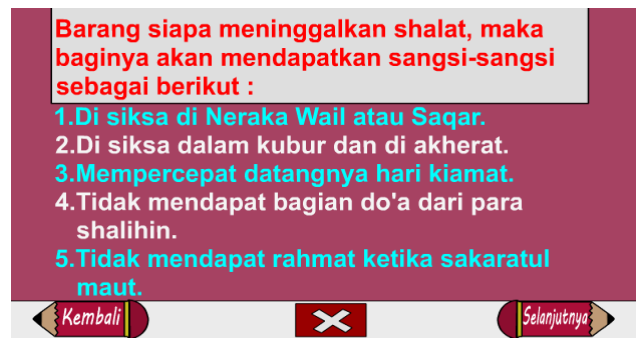 Barang siapa meninggalkan shalat, maka
baginya akan mendapatkan sangsi-sangsi
sebagai berikut :
1.Di siksa di Neraka Wail atau Saqar.
2.Di siksa dalam kubur dan di akherat.
3.Mempercepat datangnya hari kiamat.
4.Tidak mendapat bagian do'a dari para
shalihin.
5.Tidak mendapat rahmat ketika sakaratul
maut.
Kembali
Selanjutnya